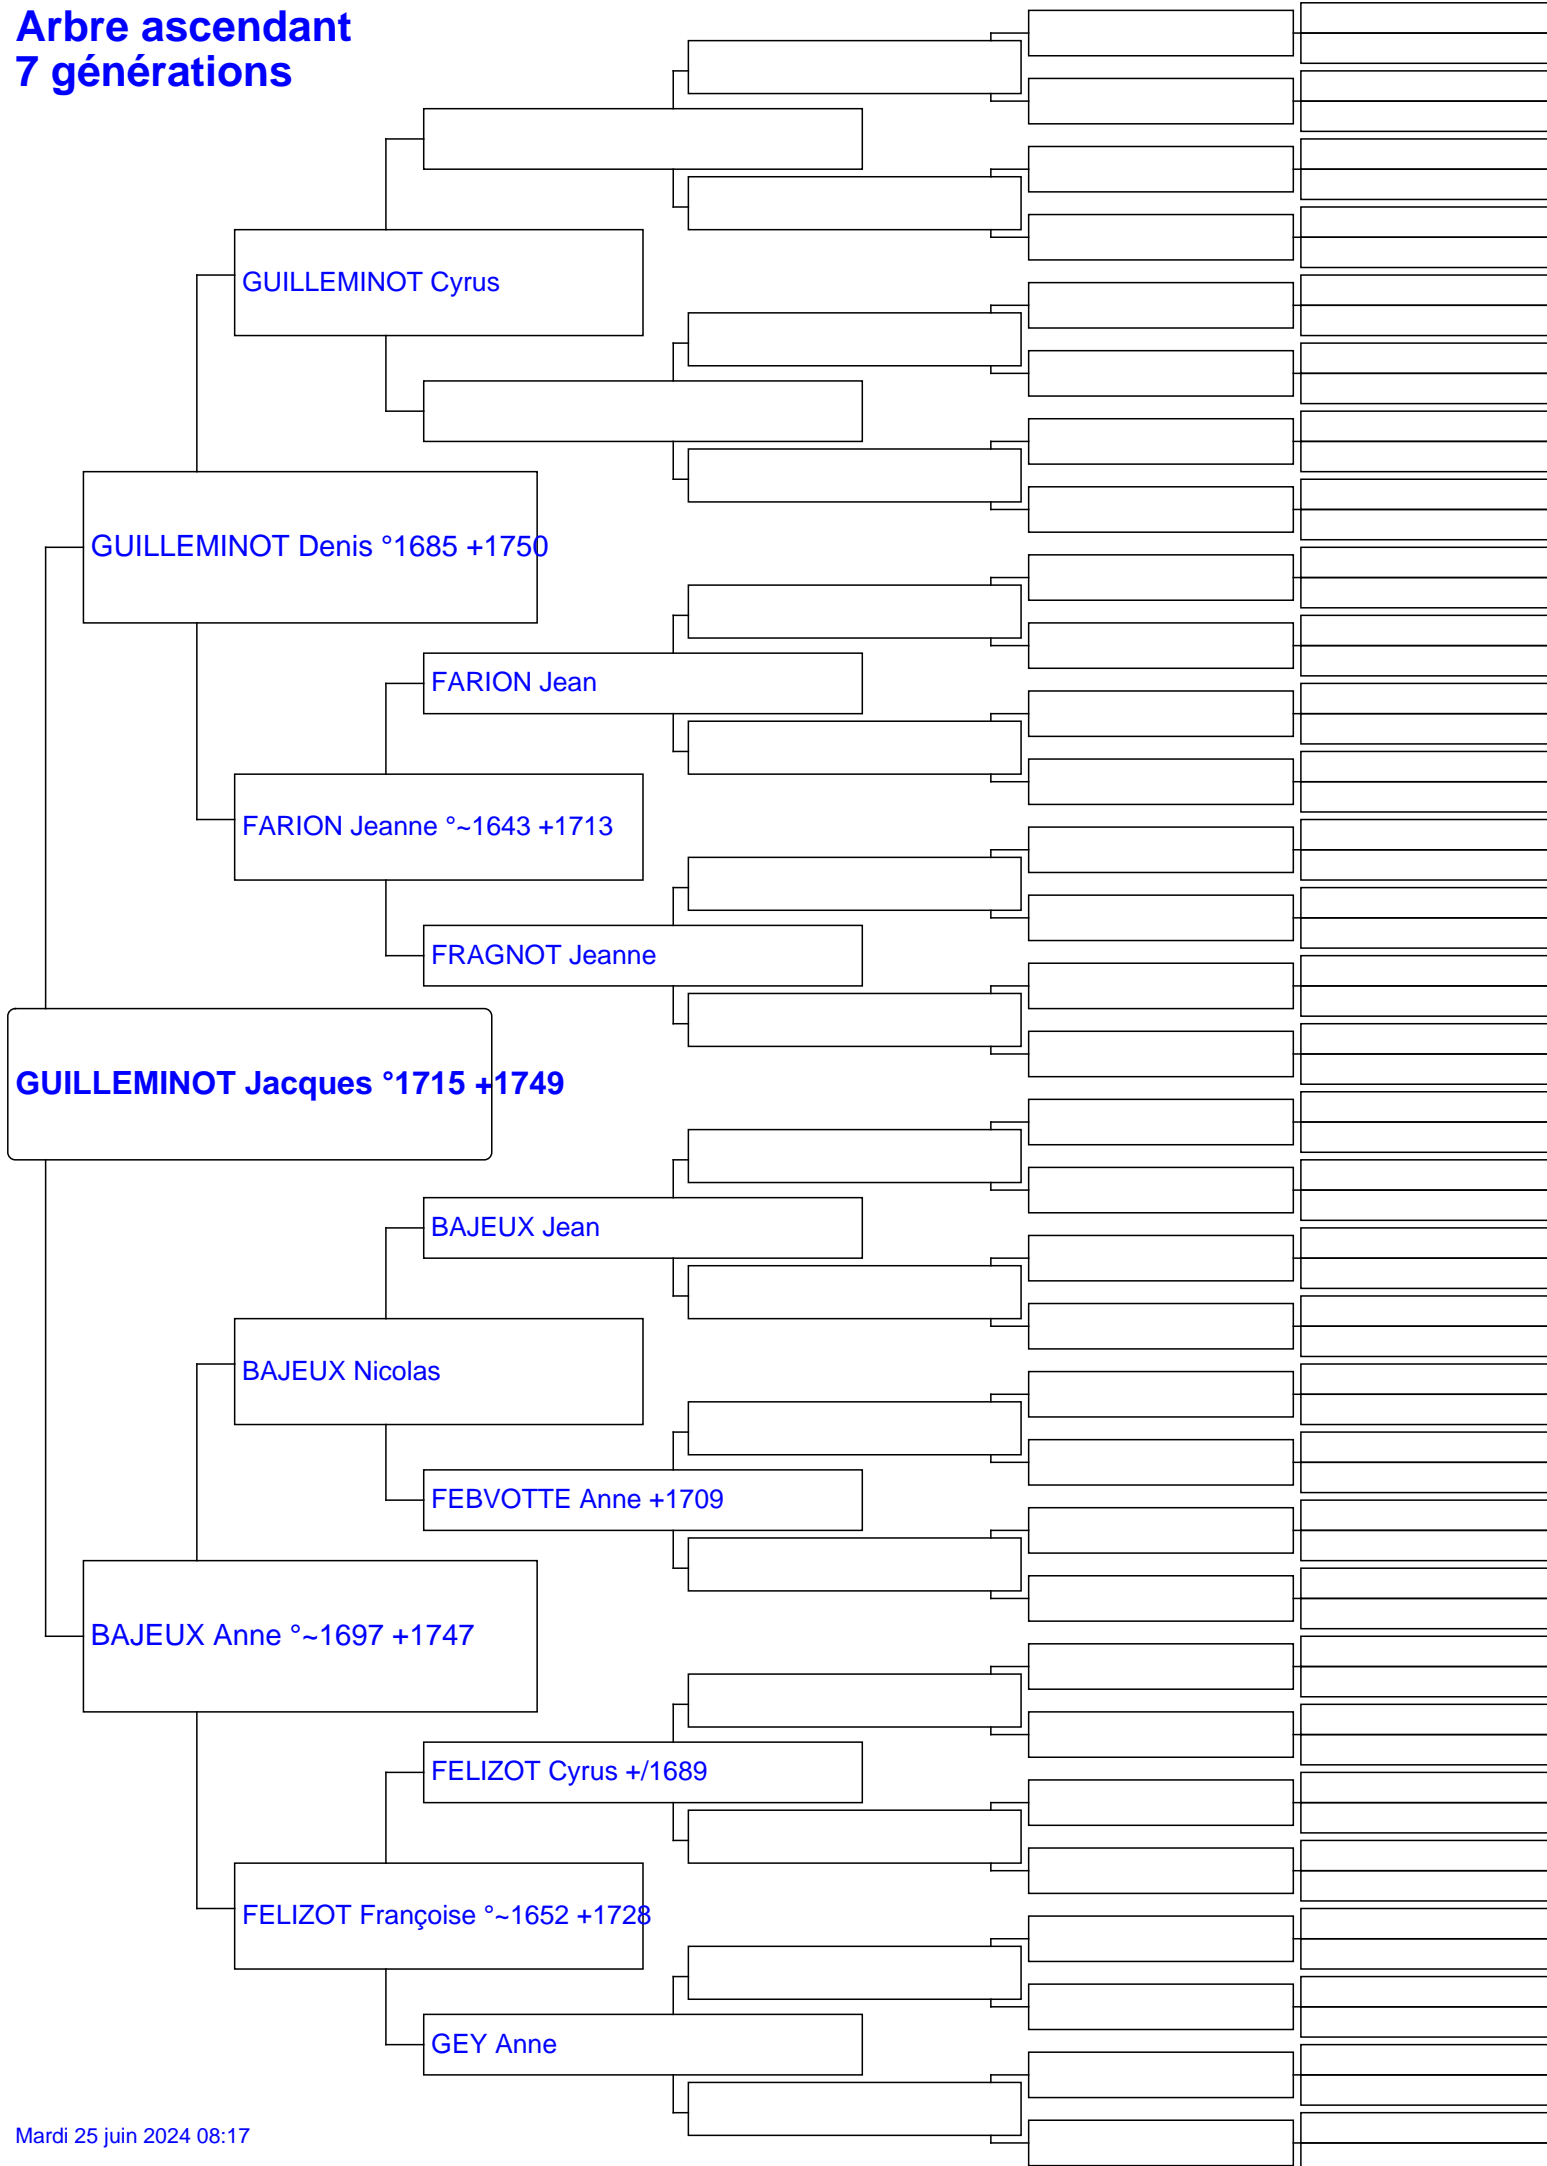 Arbre ascendant
7 générations
GUILLEMINOT Cyrus
GUILLEMINOT Denis °1685 +1750
FARION Jean
FARION Jeanne °~1643 +1713
FRAGNOT Jeanne
GUILLEMINOT Jacques °1715 +1749
BAJEUX Jean
BAJEUX Nicolas
FEBVOTTE Anne +1709
BAJEUX Anne °~1697 +1747
FELIZOT Cyrus +/1689
FELIZOT Françoise °~1652 +1728
GEY Anne
Mardi 25 juin 2024 08:17